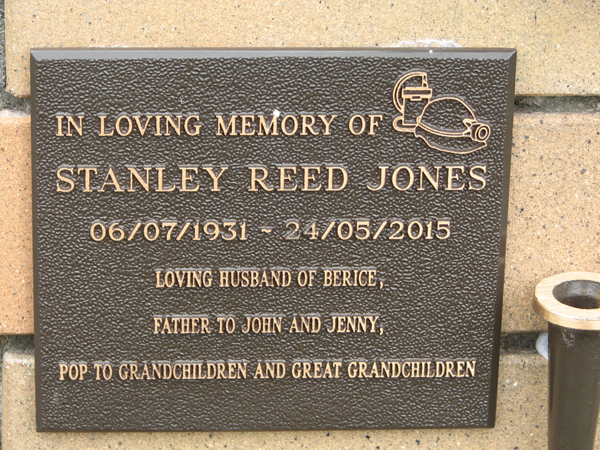 IN LOVING MEMORY OF
STANLEY REED JONES
06/07/1931 ~ 24/05/2015
LOVING HUSBAND OF BERICE,
FATHER TO JOHN AND JENNY,
POP TO GRANDCHILDREN AND GREAT GRANDCHILDREN